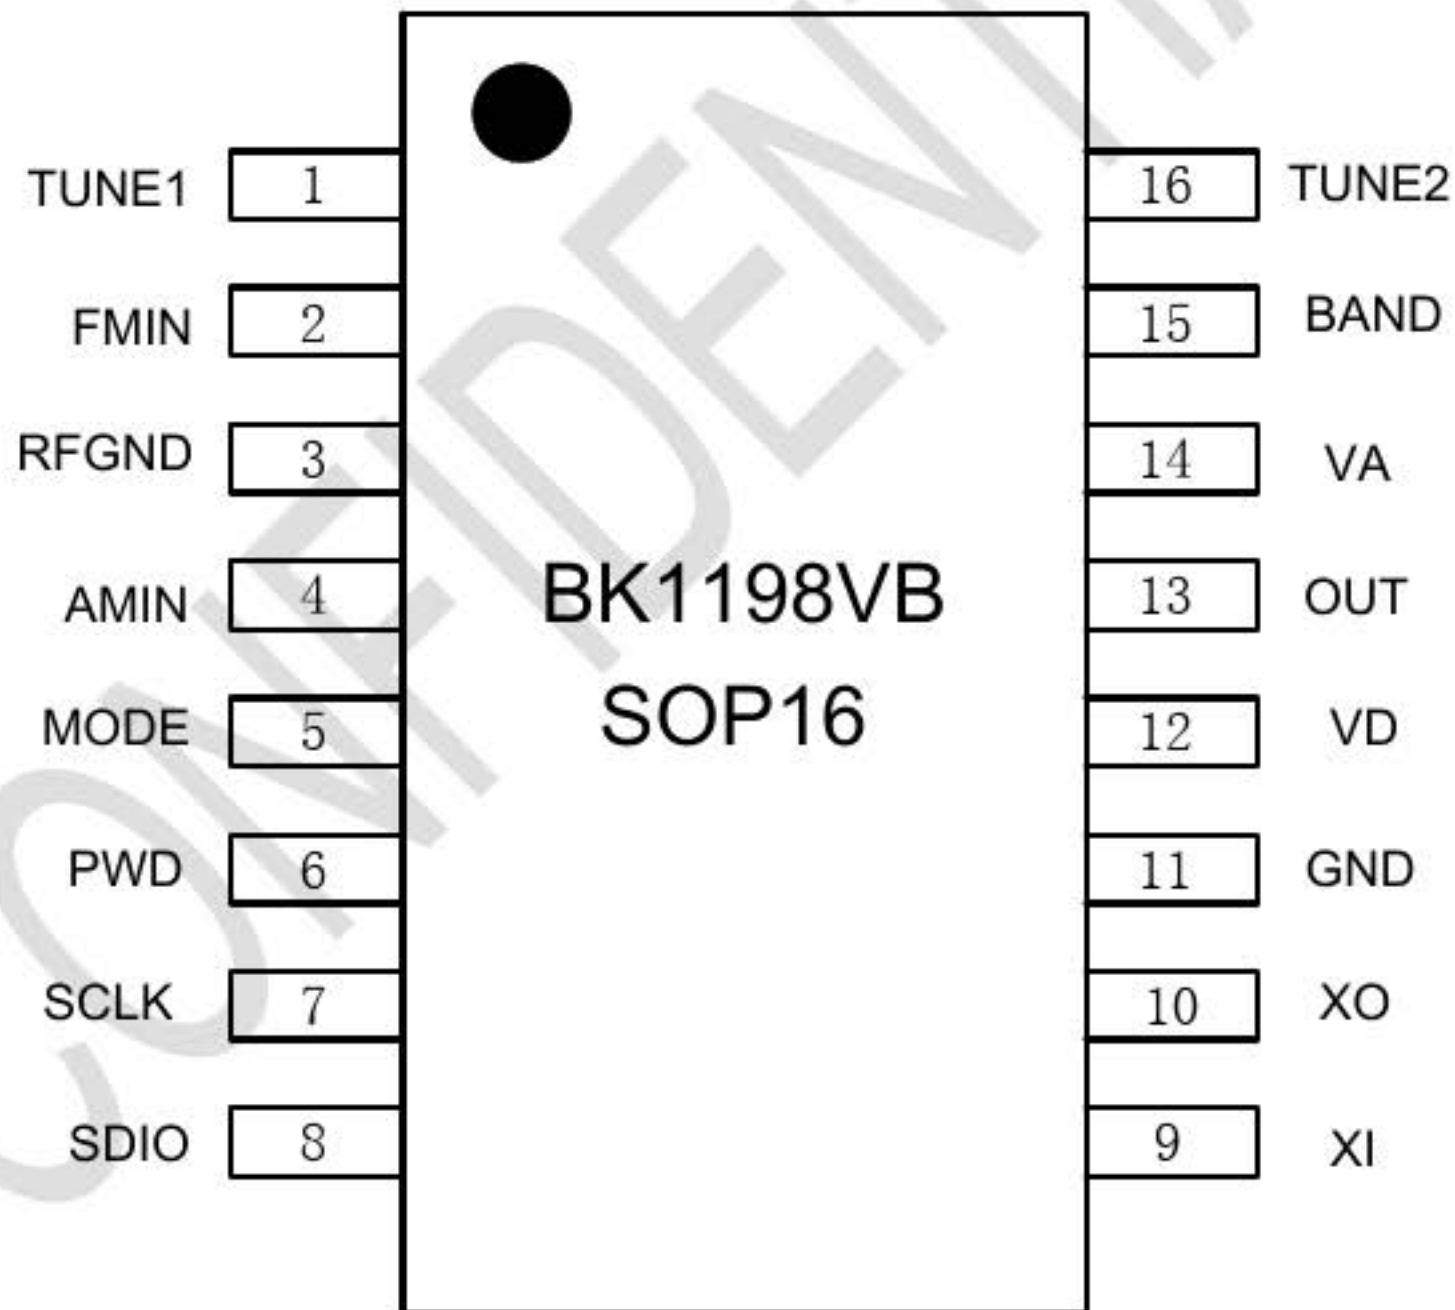 TUNE1 1 16 TUNE2
FMIN 2 15 BAND
RFGND 3 14 VA
AMIN 4 BK1198VB 13 OUT
MODE 5 SOP16 12 VD
PWD 6 11 GND
SCLK 7 10 XO
SDIO 8 9 XI
CONFIDENT